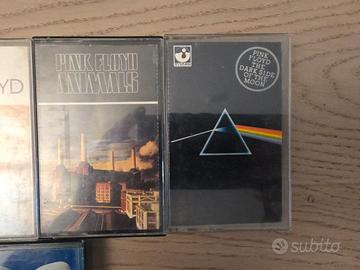 YD
PINK FLOYD
ANIMALS
PINK
FLOYD
THE
DARK SIDE
OF THE
MOON
subito